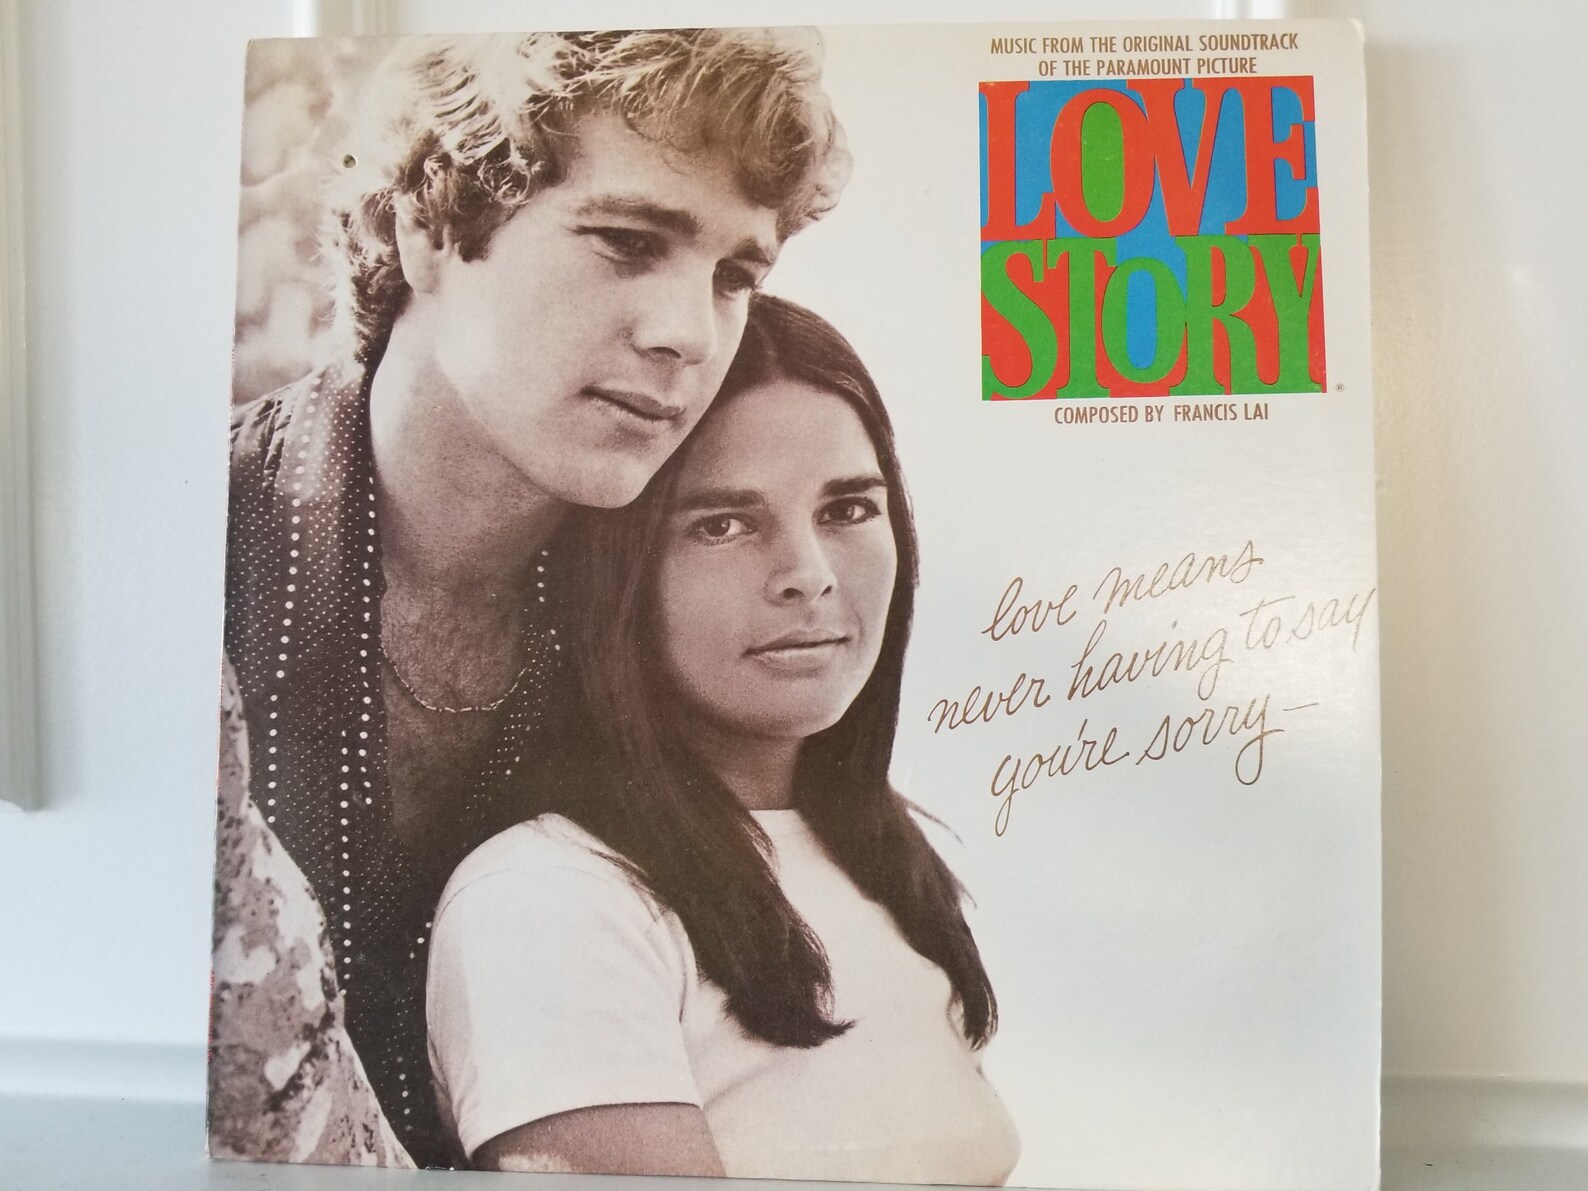 MUSIC FROM THE ORIGINAL SOUNDTRACK
OF THE PARAMOUNT PICTURE
LOVE
STORY
®
COMPOSED BY FRANCIS LAI
love means
never having to say
you're sorry—